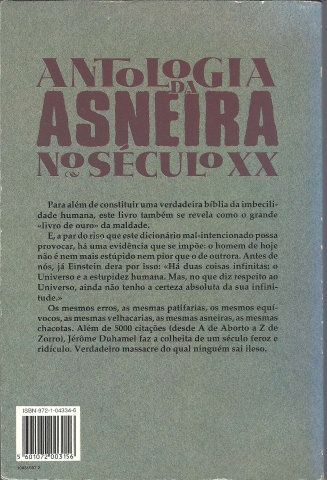 ANTOLOGIA
DA
ASNEIRA
NO SÉCULO XX
Para além de constituir uma verdadeira bíblia da imbecili-
dade humana, este livro também se revela como o grande
«livro de ouro» da maldade.
E, a par do riso que este dicionário mal-intencionado possa
provocar, há uma evidência que se impõe: o homem de hoje
não é nem mais estúpido nem pior que o de outrora. Antes de
nós, já Einstein dera por isso: «Há duas coisas infinitas: o
Universo e a estupidez humana. Mas, no que diz respeito ao
Universo, ainda não tenho a certeza absoluta da sua infini-
tude.»
Os mesmos erros, as mesmas patifarias, os mesmos equí-
vocos, as mesmas velhacarias, as mesmas asneiras, as mesmas
chacotas. Além de 5000 citações (desde A de Aborto a Z de
Zorro), Jérôme Duhamel faz a colheita de um século feroz e
ridículo. Verdadeiro massacre do qual ninguém sai ileso.
ISBN-972-1-04334-6
5601072003156